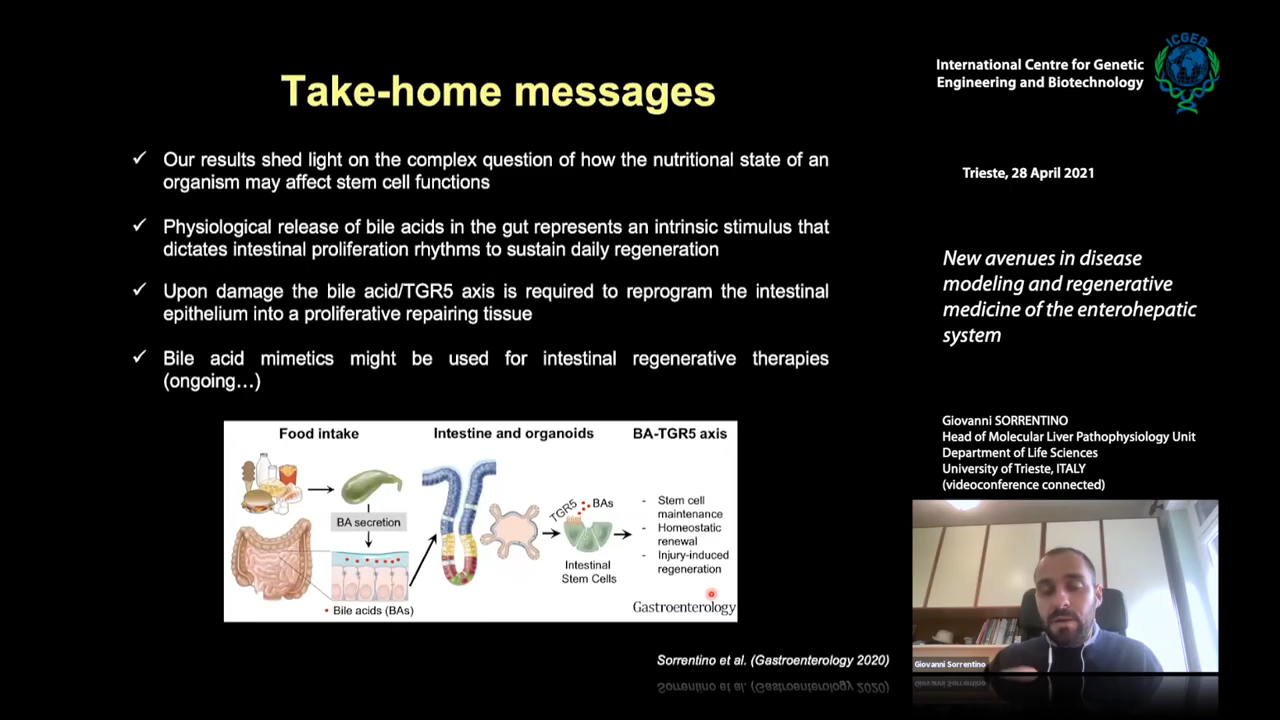 Take-home messages
✓ Our results shed light on the complex question of how the nutritional state of an
organism may affect stem cell functions
✓ Physiological release of bile acids in the gut represents an intrinsic stimulus that
dictates intestinal proliferation rhythms to sustain daily regeneration
✓ Upon damage the bile acid/TGR5 axis is required to reprogram the intestinal
epithelium into a proliferative repairing tissue
✓ Bile acid mimetics might be used for intestinal regenerative therapies
(ongoing...)
Food intake
Intestine and organoids
BA-TGR5 axis
BA secretion
• Bile acids (BAs)
TGR5
BAs
Intestinal
Stem Cells
- Stem cell
maintenance
- Homeostatic
renewal
- Injury-induced
regeneration
Gastroenterology
Sorrentino et al. (Gastroenterology 2020)
Sorrentino et al. (Gastroenterology 2020)
International Centre for Genetic
Engineering and Biotechnology
ICGEB
Trieste, 28 April 2021
New avenues in disease
modeling and regenerative
medicine of the enterohepatic
system
Giovanni SORRENTINO
Head of Molecular Liver Pathophysiology Unit
Department of Life Sciences
University of Trieste, ITALY
(videoconference connected)
Giovanni Sorrentino
Giovanni Sorrentino